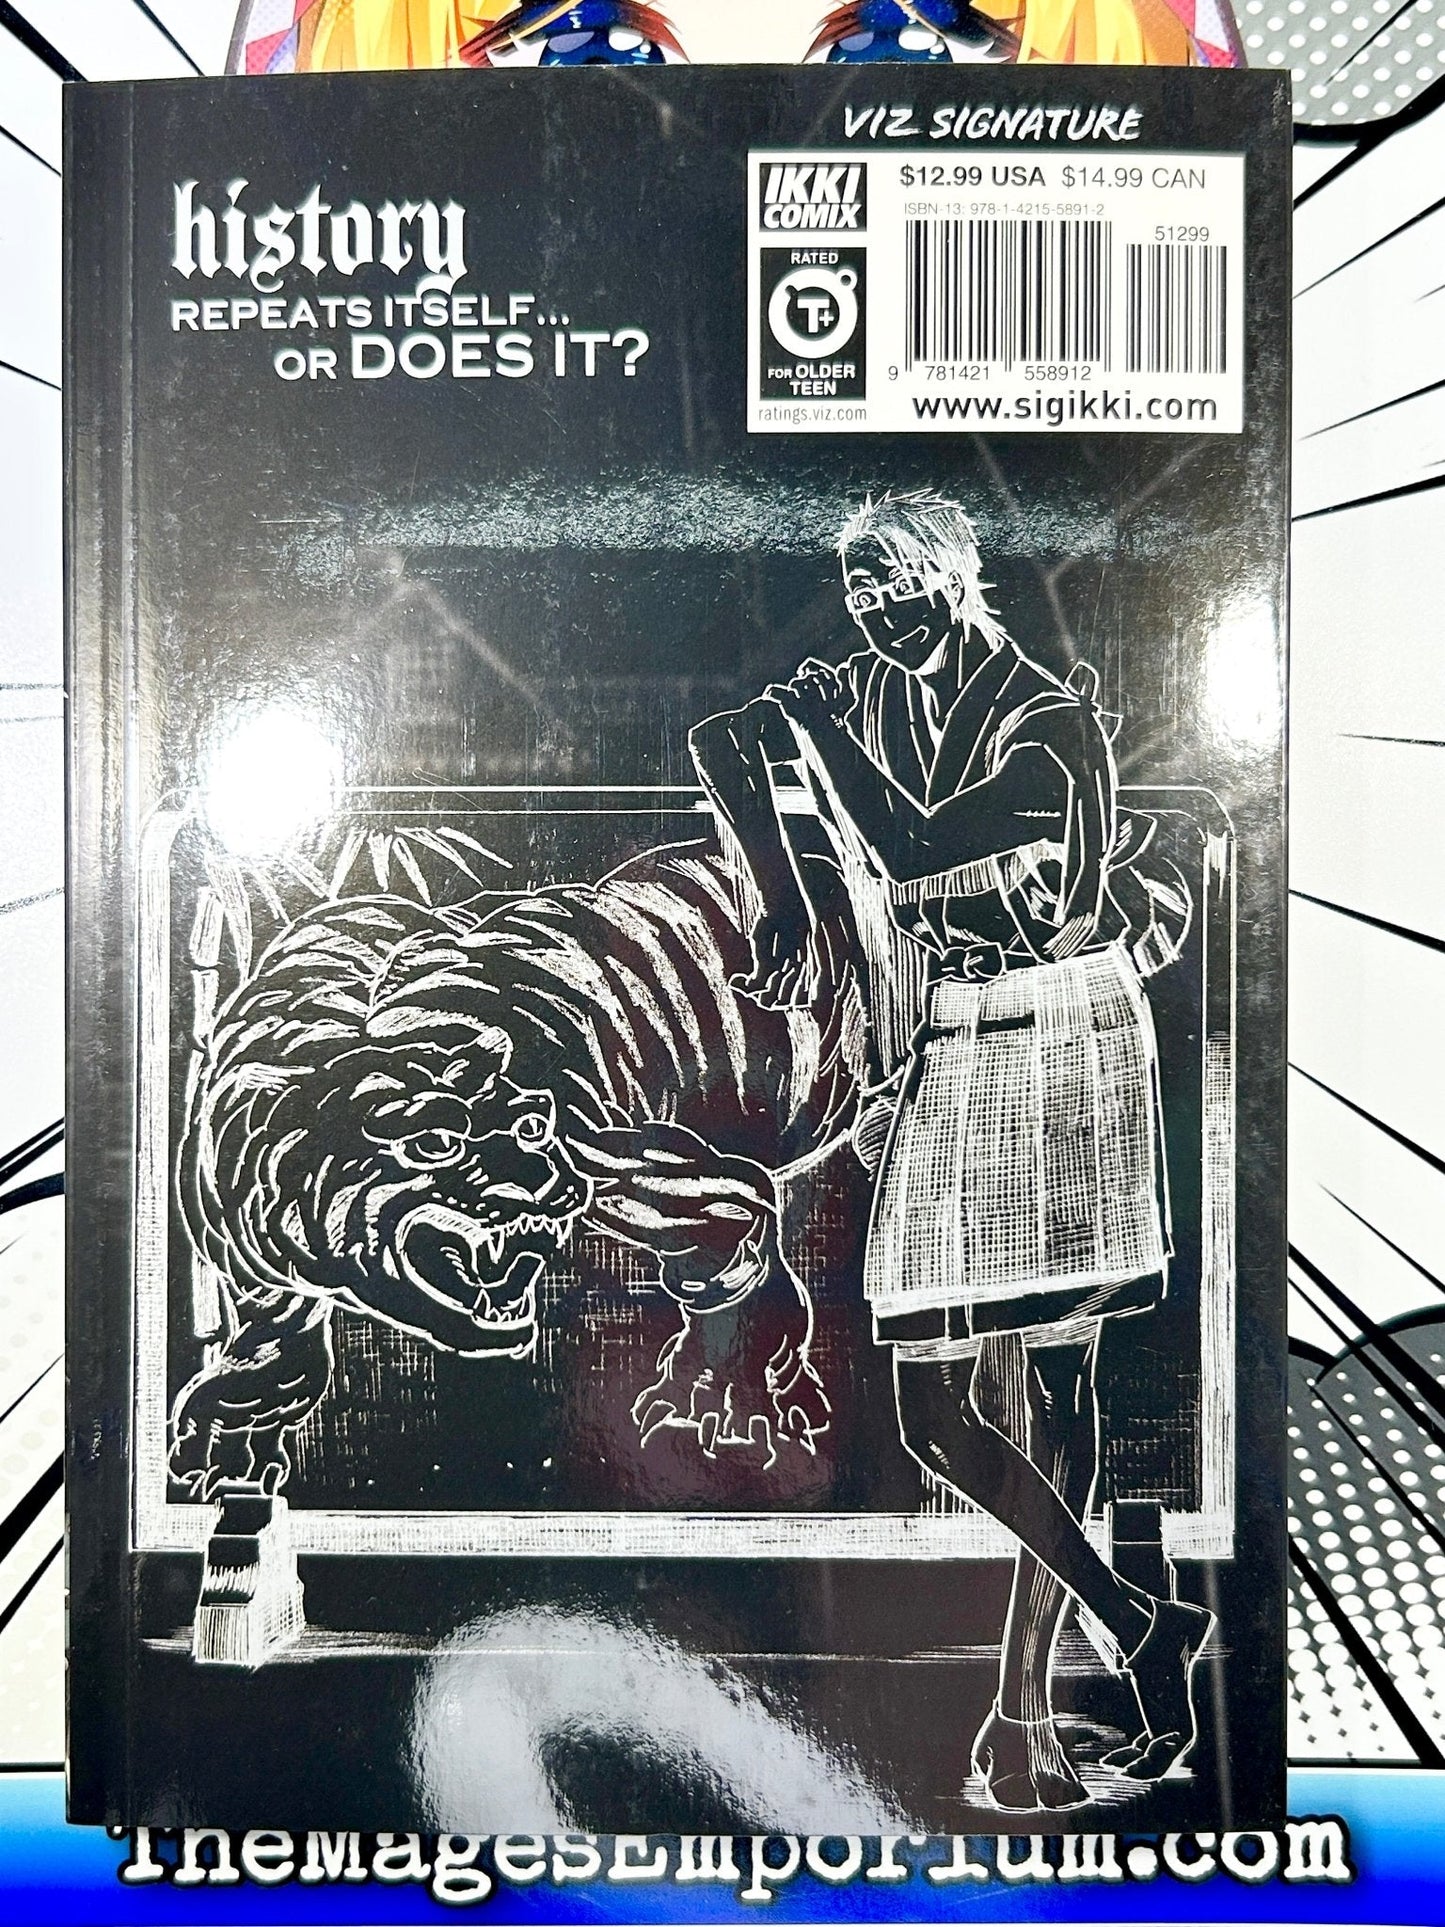 VIZ SIGNATURE
history
REPEATS ITSELF...
OR DOES IT?
IKKI
COMIX
$12.99 USA $14.99 CAN
ISBN-13: 978-1-4215-5891-2
51299
RATED
T+
FOR OLDER
TEEN
ratings.viz.com
9 781421 558912
www.sigikki.com
TheMagesEmporium.com